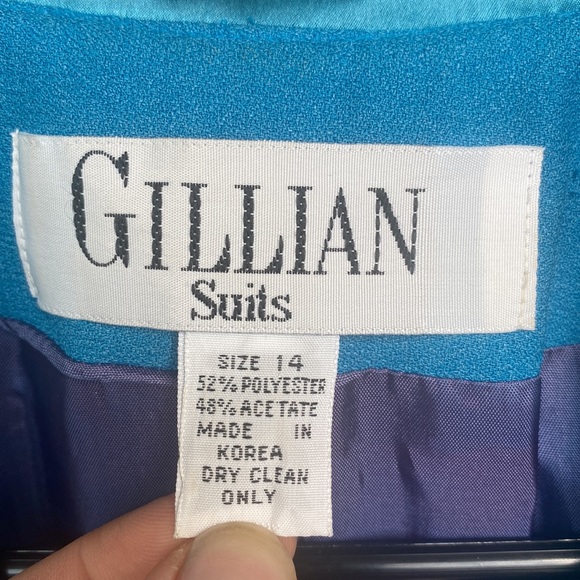 GILLIAN
Suits
SIZE 14
52% POLYESTER
48% ACETATE
MADE IN
KOREA
DRY CLEAN
ONLY